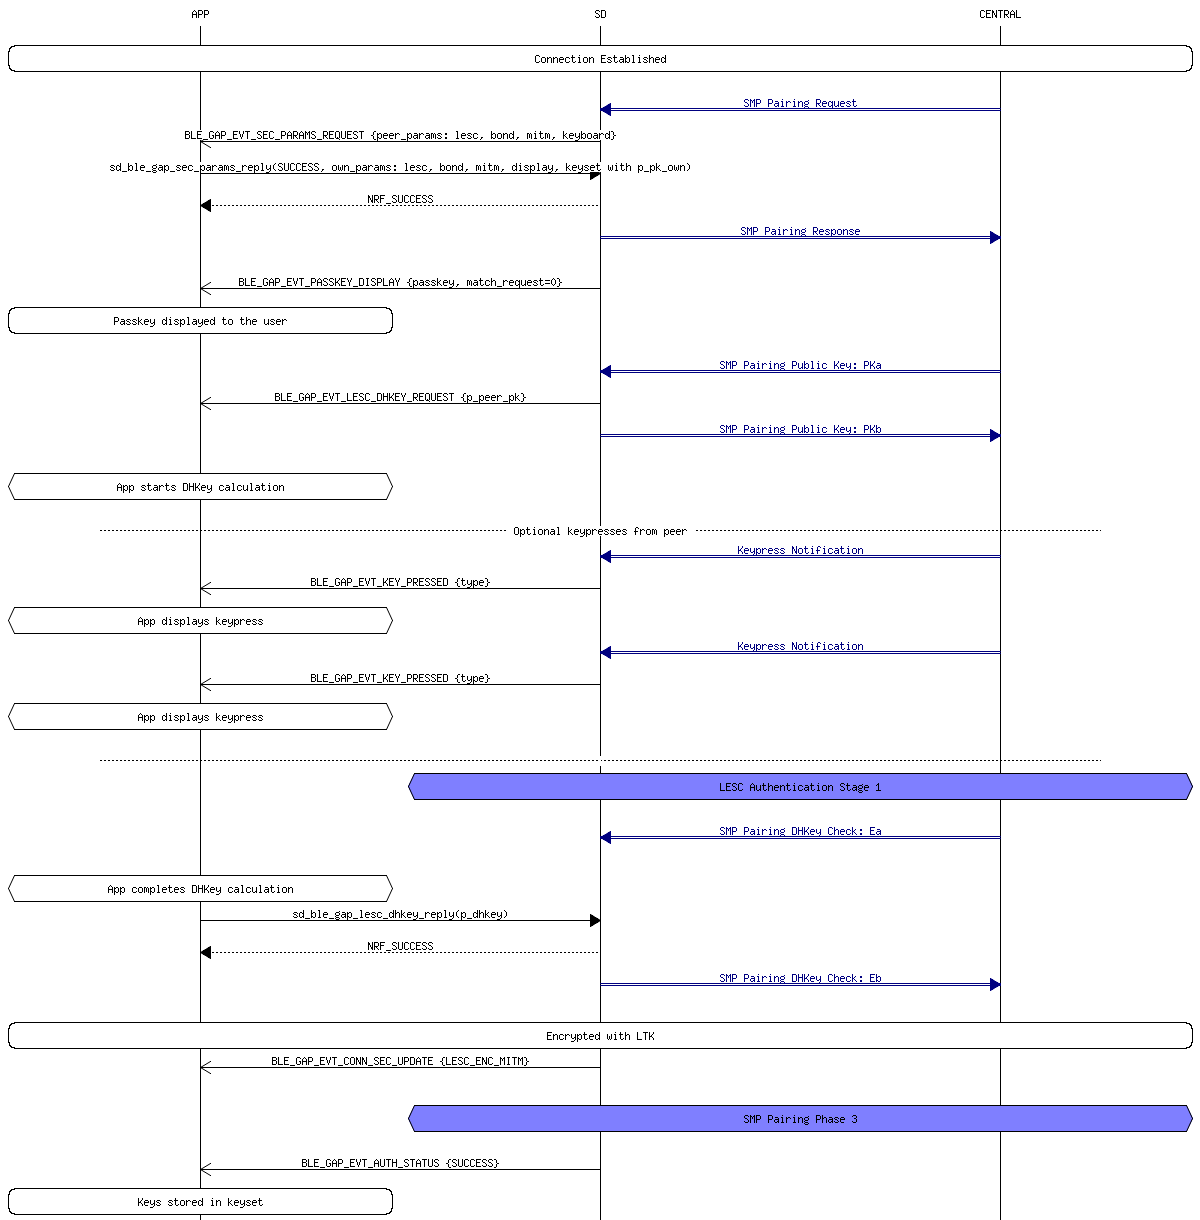 APP SD CENTRAL
Connection Established
SMP Pairing Request
BLE_GAP_EVT_SEC_PARAMS_REQUEST {peer_params: lesc, bond, mitm, keyboard}
sd_ble_gap_sec_params_reply(SUCCESS, own_params: lesc, bond, mitm, display, keyset with p_pk_own)
NRF_SUCCESS
SMP Pairing Response
BLE_GAP_EVT_PASSKEY_DISPLAY {passkey, match_request=0}
Passkey displayed to the user
SMP Pairing Public Key: PKa
BLE_GAP_EVT_LESC_DHKEY_REQUEST {p_peer_pk}
SMP Pairing Public Key: PKb
App starts DHKey calculation
Optional keypresses from peer
Keypress Notification
BLE_GAP_EVT_KEY_PRESSED {type}
App displays keypress
Keypress Notification
BLE_GAP_EVT_KEY_PRESSED {type}
App displays keypress
LESC Authentication Stage 1
SMP Pairing DHKey Check: Ea
App completes DHKey calculation
sd_ble_gap_lesc_dhkey_reply(p_dhkey)
NRF_SUCCESS
SMP Pairing DHKey Check: Eb
Encrypted with LTK
BLE_GAP_EVT_CONN_SEC_UPDATE {LESC_ENC_MITM}
SMP Pairing Phase 3
BLE_GAP_EVT_AUTH_STATUS {SUCCESS}
Keys stored in keyset